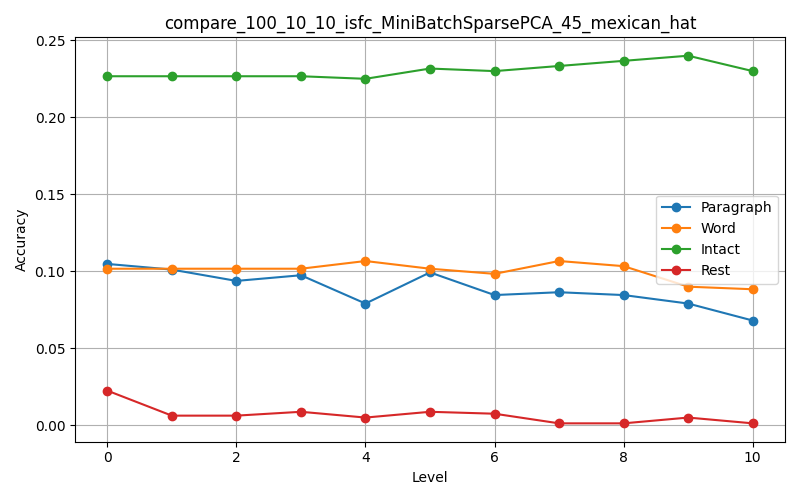 compare_100_10_10_isfc_MiniBatchSparsePCA_45_mexican_hat
0.25
0.20
0.15
0.10
0.05
0.00
Accuracy
Paragraph
Word
Intact
Rest
0 2 4 6 8 10
Level